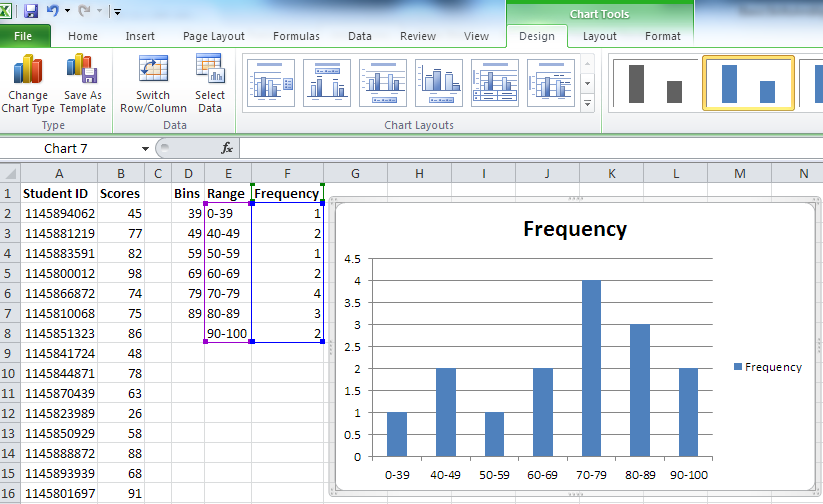 Chart Tools
File Home Insert Page Layout Formulas Data Review View Design Layout Format
Change Chart Type
Save As Template
Switch Row/Column
Select Data
Type Data Chart Layouts
Chart 7 fx
A B C D E F G H I J K L M N
1 Student ID Scores Bins Range Frequency
2 1145894062 45 39 0-39 1
3 1145881219 77 49 40-49 2
4 1145883591 82 59 50-59 1
5 1145800012 98 69 60-69 2
6 1145866872 74 79 70-79 4
7 1145810068 75 89 80-89 3
8 1145851323 86 90-100 2
9 1145841724 48
10 1145844871 78
11 1145870439 63
12 1145823989 26
13 1145850929 58
14 1145888872 88
15 1145893939 68
16 1145801697 91
Frequency
4.5
4
3.5
3
2.5
2
1.5
1
0.5
0
0-39 40-49 50-59 60-69 70-79 80-89 90-100
Frequency